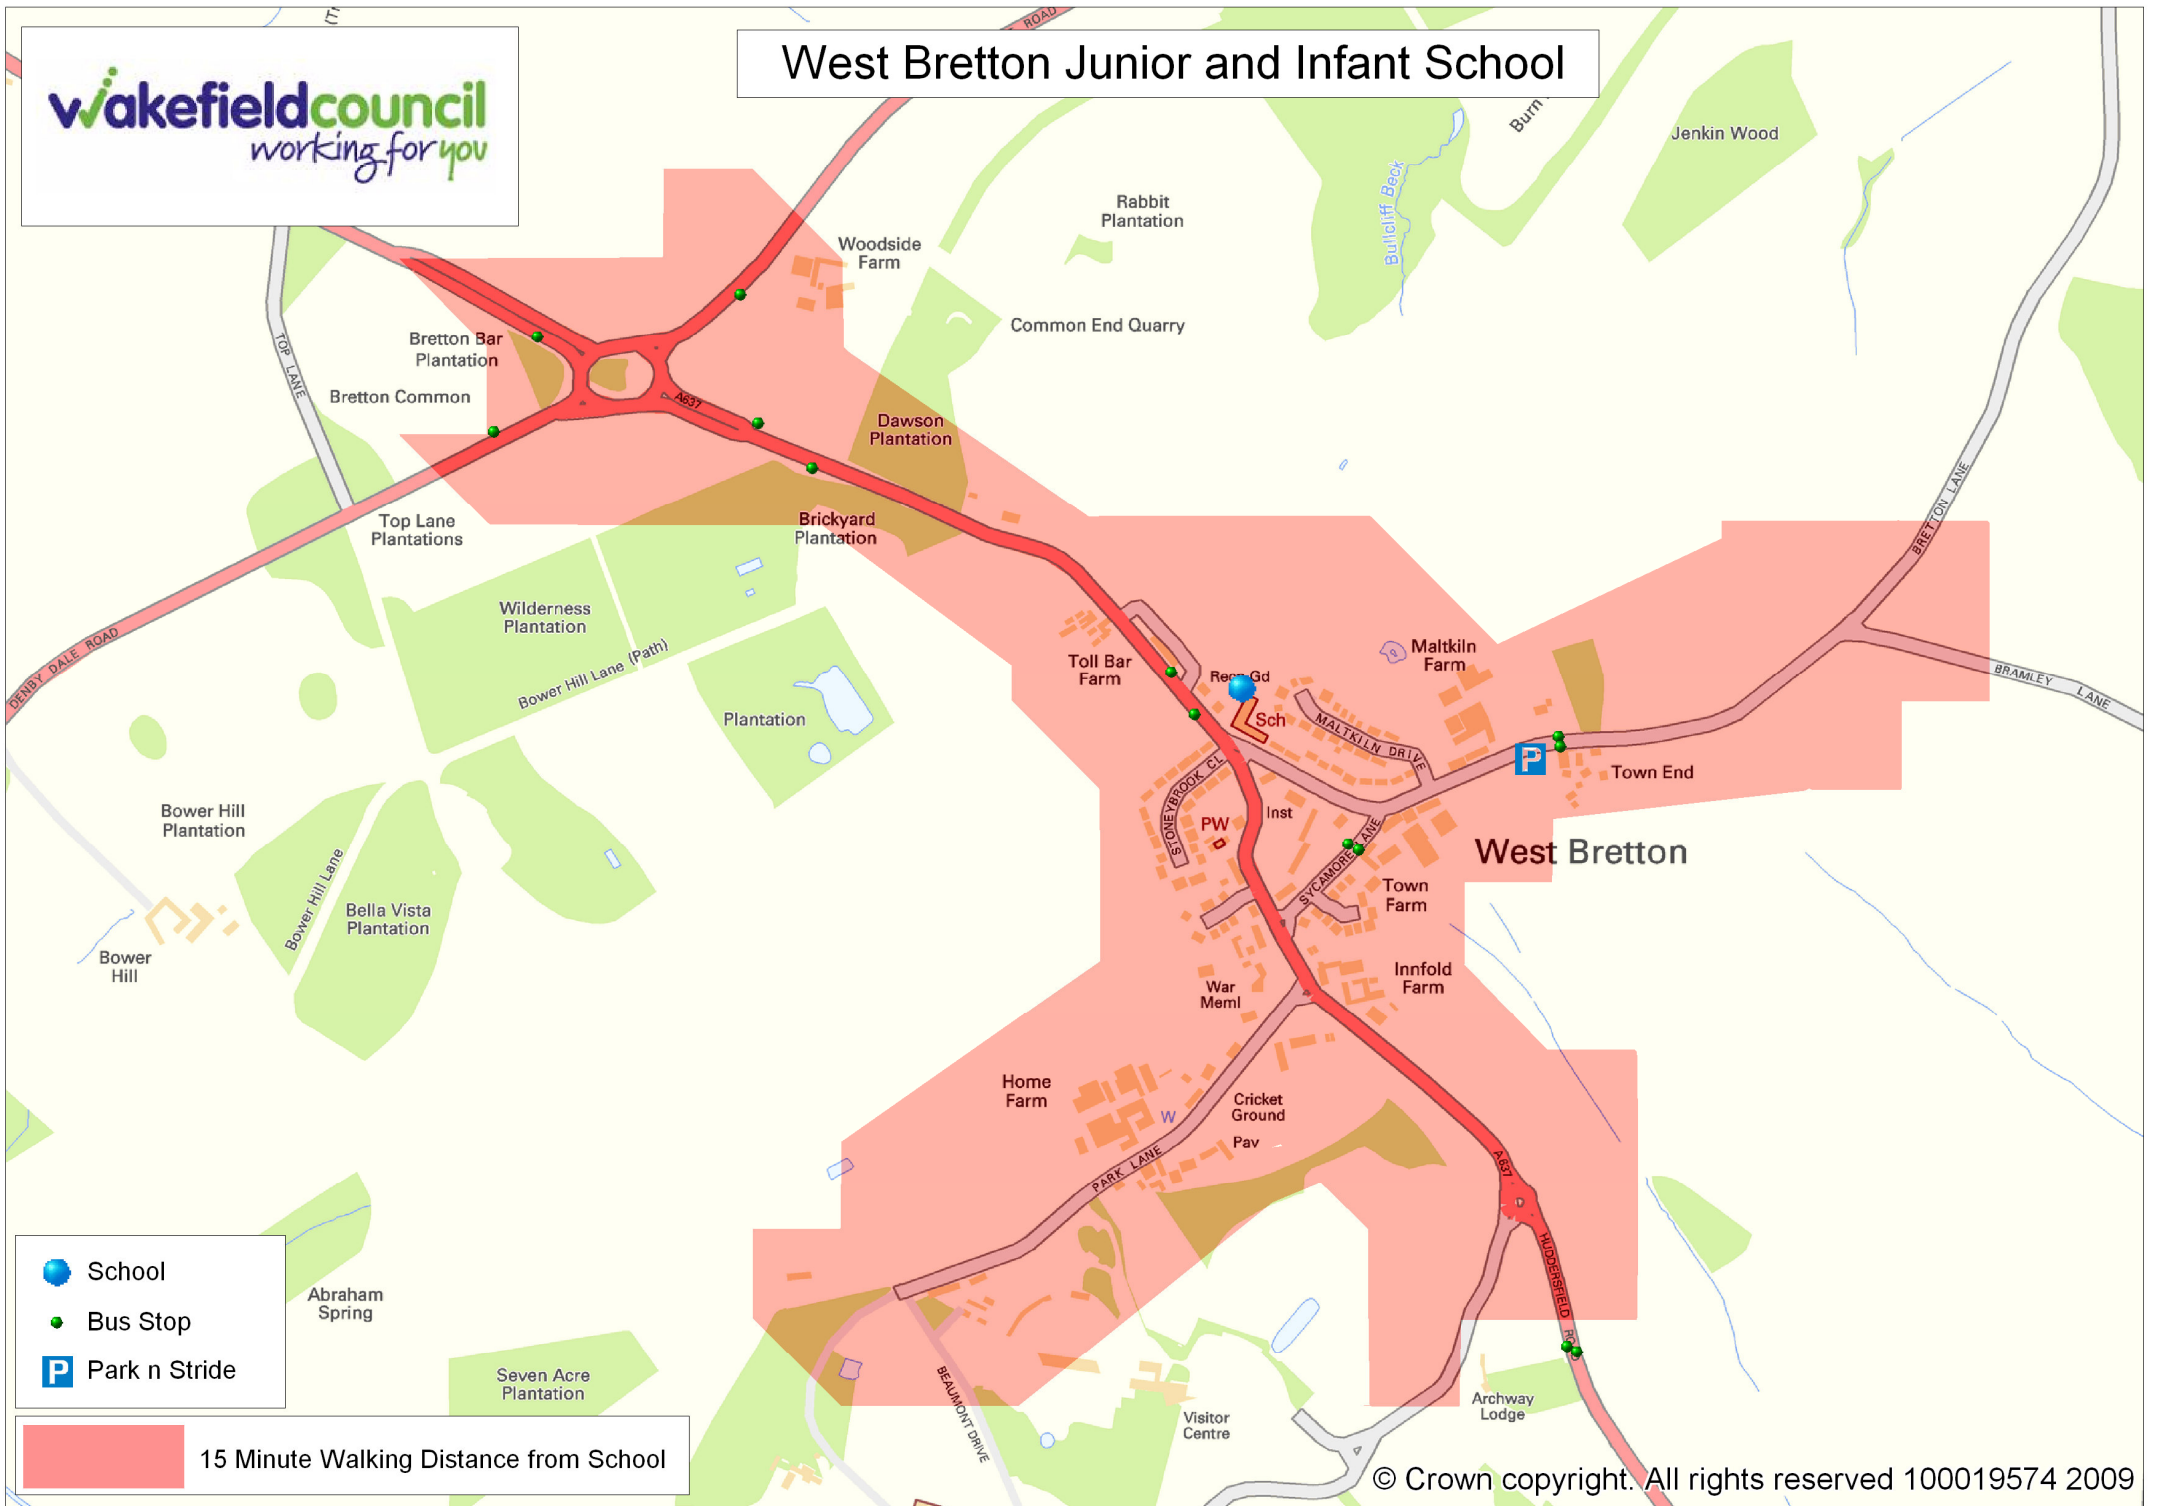 (T
ROAD
wakefieldcouncil
working for you
West Bretton Junior and Infant School
Burn
Jenkin Wood
Rabbit
Plantation
Bullcliff Beck
Woodside
Farm
Common End Quarry
TOP LANE
Bretton Bar
Plantation
Bretton Common
A637
Dawson
Plantation
Top Lane
Plantations
Brickyard
Plantation
BRETTON LANE
Wilderness
Plantation
Bower Hill Lane (Path)
DENBY DALE ROAD
Toll Bar
Farm
Recn Gd
Sch
Maltkiln
Farm
MALTKILN DRIVE
BRAMLEY LANE
Plantation
P
Town End
STONEYBROOK CL
PW
Inst
West Bretton
SYCAMORE LANE
Town
Farm
Bower Hill
Plantation
Bower Hill Lane
Bella Vista
Plantation
Bower
Hill
War
Meml
Innfold
Farm
Home
Farm
W
Cricket
Ground
Pav
PARK LANE
A637
HUDDERSFIELD RD
Abraham
Spring
Seven Acre
Plantation
BEAUMONT DRIVE
Visitor
Centre
Archway
Lodge
School
Bus Stop
P Park n Stride
15 Minute Walking Distance from School
© Crown copyright. All rights reserved 100019574 2009